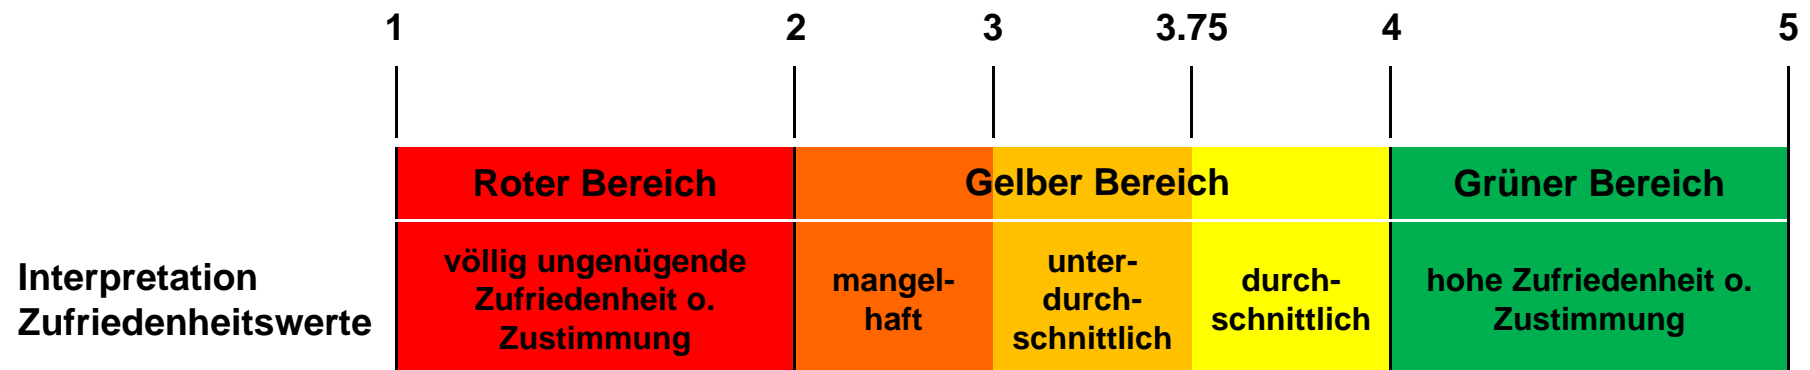 1 2 3 3.75 4 5
Roter Bereich Gelber Bereich Grüner Bereich
Interpretation
Zufriedenheitswerte
völlig ungenügende
Zufriedenheit o.
Zustimmung
mangel-
haft
unter-
durch-
schnittlich
durch-
schnittlich
hohe Zufriedenheit o.
Zustimmung